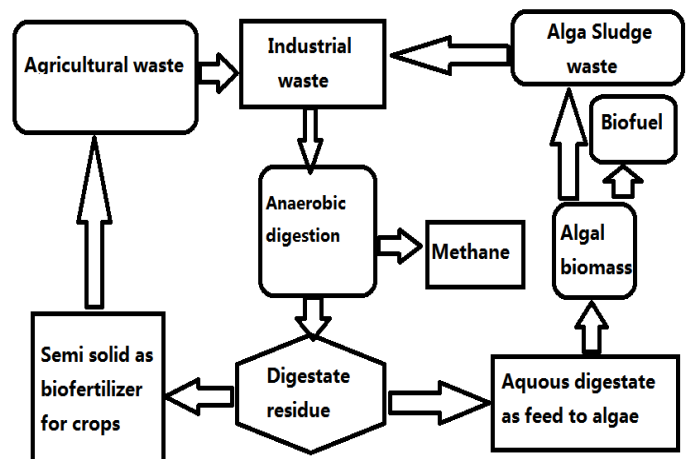 Agricultural waste
Industrial
waste
Alga Sludge
waste
Biofuel
Anaerobic
digestion
Methane
Algal
biomass
Semi solid as
biofertilizer
for crops
Digestate
residue
Aquous digestate
as feed to algae